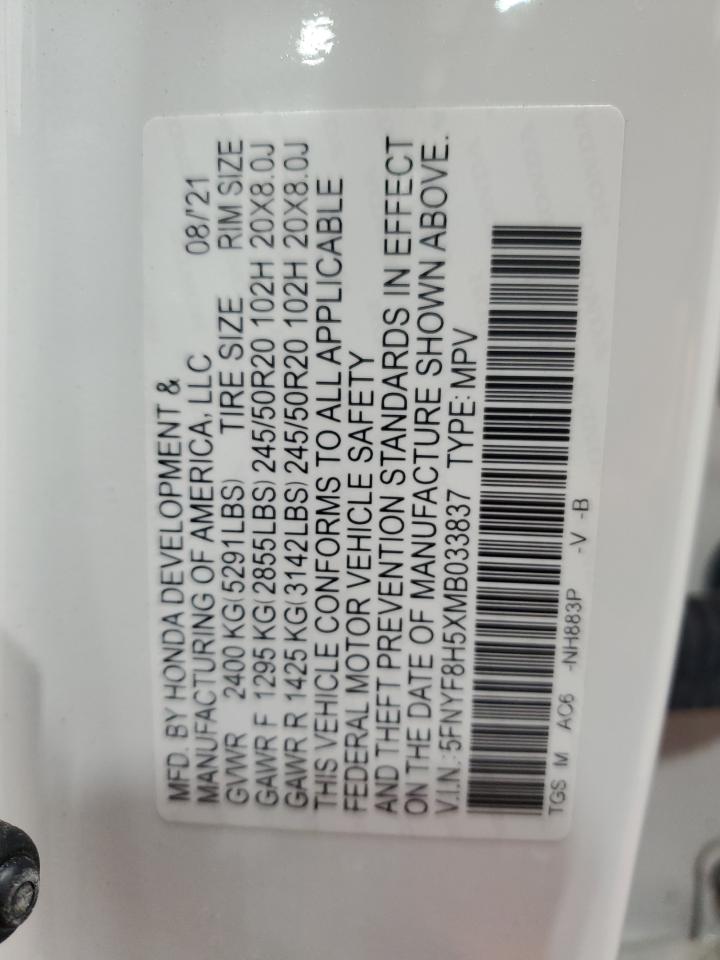 MFD. BY HONDA DEVELOPMENT &
MANUFACTURING OF AMERICA, LLC 08/'21
GVWR 2400 KG(5291LBS) TIRE SIZE RIM SIZE
GAWR F 1295 KG(2855LBS) 245/50R20 102H 20X8.0J
GAWR R 1425 KG(3142LBS) 245/50R20 102H 20X8.0J
THIS VEHICLE CONFORMS TO ALL APPLICABLE
FEDERAL MOTOR VEHICLE SAFETY
AND THEFT PREVENTION STANDARDS IN EFFECT
ON THE DATE OF MANUFACTURE SHOWN ABOVE.
V.I.N.: 5FNYF8H5XMB033837 TYPE: MPV
TGS M AC6 -NH883P -V -B